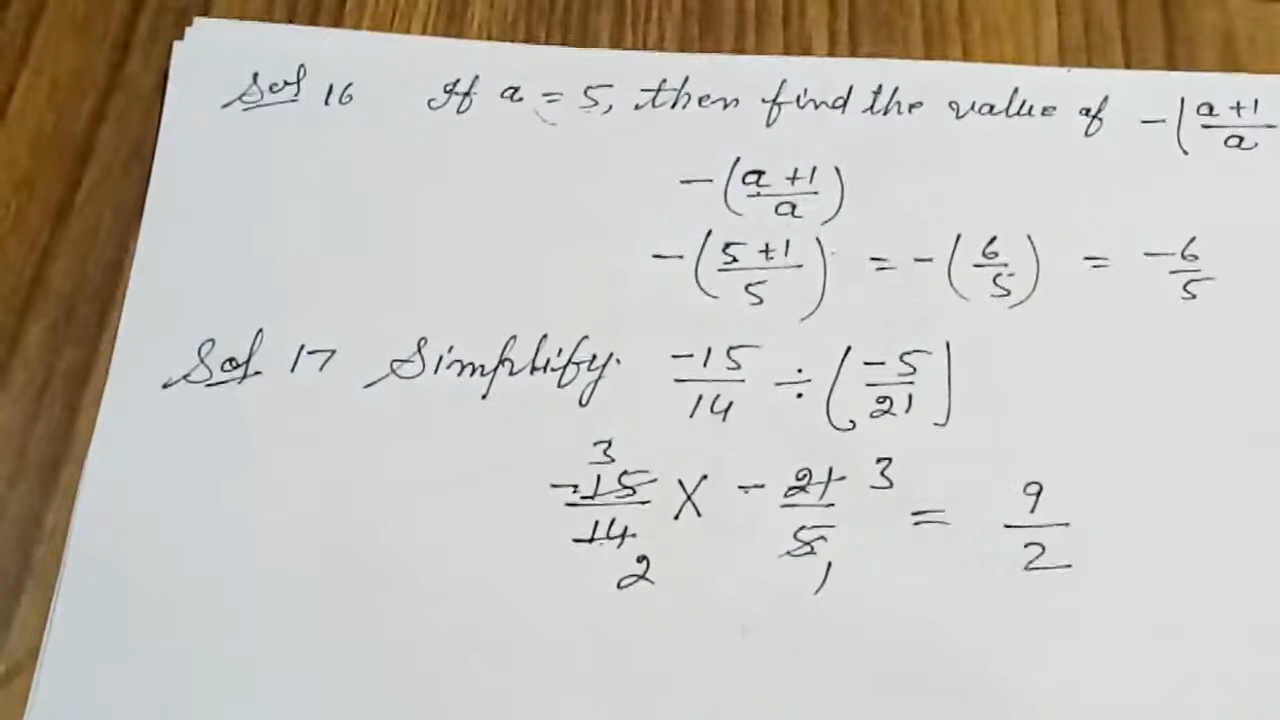 Sol 16 If a = 5, then find the value of -(a+1/a
-(a+1/a)
-(5+1/5) = -(6/5) = -6/5
Sol 17 Simplify. -15/14 ÷ (-5/21)
3
-15/14 X - 21/5 3 = 9/2
2 1